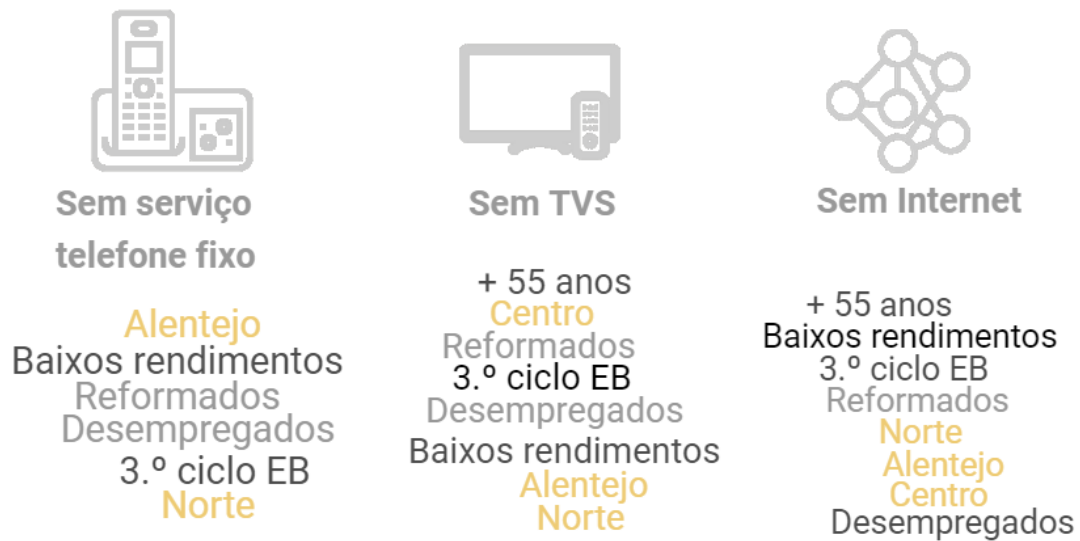 Sem serviço
telefone fixo
Alentejo
Baixos rendimentos
Reformados
Desempregados
3.º ciclo EB
Norte
Sem TVS
+ 55 anos
Centro
Reformados
3.º ciclo EB
Desempregados
Baixos rendimentos
Alentejo
Norte
Sem Internet
+ 55 anos
Baixos rendimentos
3.º ciclo EB
Reformados
Norte
Alentejo
Centro
Desempregados